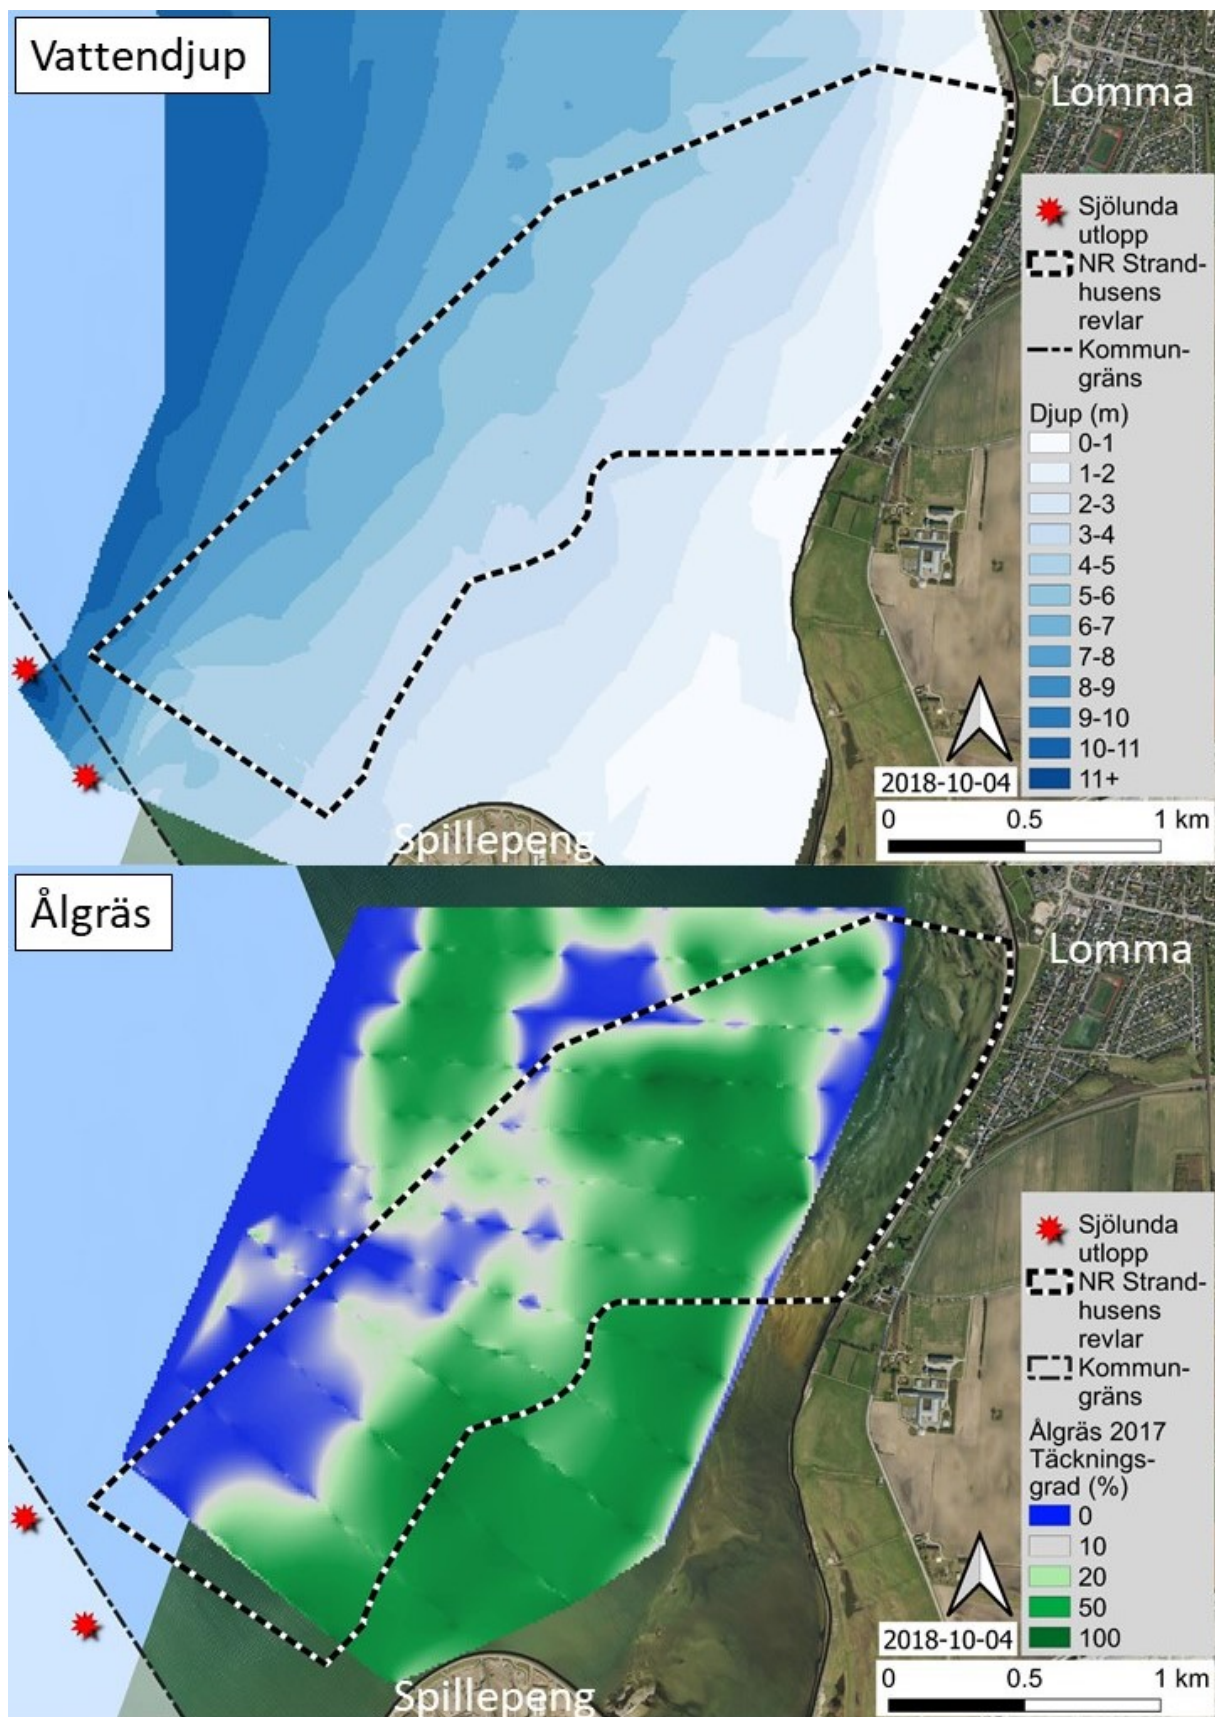 Vattendjup
Lomma
Sjölunda
utlopp
NR Strand-
husens
revlar
Kommun-
gräns
Djup (m)
0-1
1-2
2-3
3-4
4-5
5-6
6-7
7-8
8-9
9-10
10-11
11+
2018-10-04
0 0.5 1 km
Spillepeng
Ålgräs
Lomma
Sjölunda
utlopp
NR Strand-
husens
revlar
Kommun-
gräns
Ålgräs 2017
Täcknings-
grad (%)
0
10
20
50
100
2018-10-04
0 0.5 1 km
Spillepeng